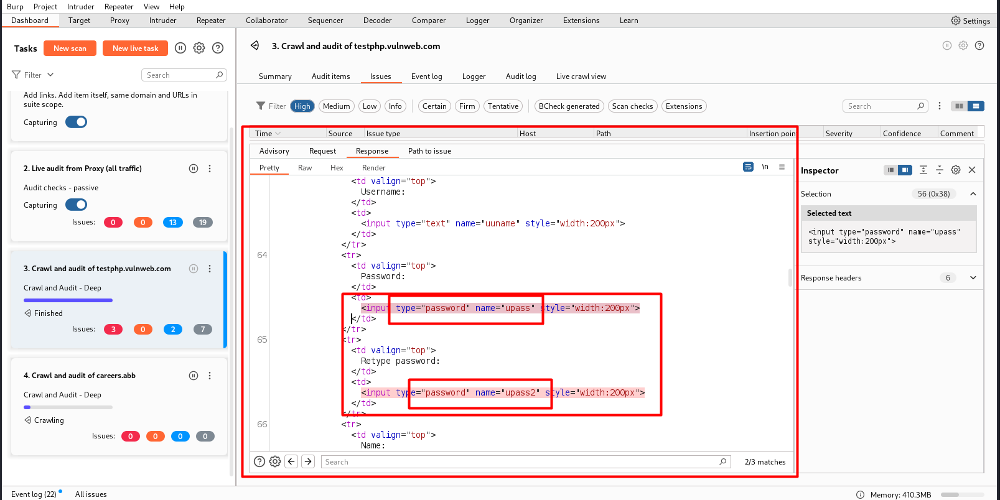 Burp Project Intruder Repeater View Help
Dashboard Target Proxy Intruder Repeater Collaborator Sequencer Decoder Comparer Logger Organizer Extensions Learn Settings
Tasks New scan New live task
Filter Search
Add links. Add item itself, same domain and URLs in
suite scope.
Capturing
2. Live audit from Proxy (all traffic)
Audit checks - passive
Capturing
Issues: 0 0 13 19
3. Crawl and audit of testphp.vulnweb.com
Crawl and Audit - Deep
Finished
Issues: 3 0 2 7
4. Crawl and audit of careers.abb
Crawl and Audit - Deep
Crawling
Issues: 0 0 0 0
3. Crawl and audit of testphp.vulnweb.com
Summary Audit items Issues Event log Logger Audit log Live crawl view
Filter High Medium Low Info Certain Firm Tentative BCheck generated Scan checks Extensions Search
Time Source Issue type Host Path Insertion poin Severity Confidence Comment
Advisory Request Response Path to issue
Pretty Raw Hex Render \n
<td valign="top">
Username:
</td>
<td>
<input type="text" name="uuname" style="width:200px">
</td>
</tr>
64 <tr>
<td valign="top">
Password:
</td>
<td>
<input type="password" name="upass" style="width:200px">
</td>
</tr>
65 <tr>
<td valign="top">
Retype password:
</td>
<td>
<input type="password" name="upass2" style="width:200px">
</td>
</tr>
66 <tr>
<td valign="top">
Name:
Search 2/3 matches
Inspector
Selection 56 (0x38)
Selected text
<input type="password" name="upass"
style="width:200px">
Response headers 6
Event log (22) All issues Memory: 410.3MB